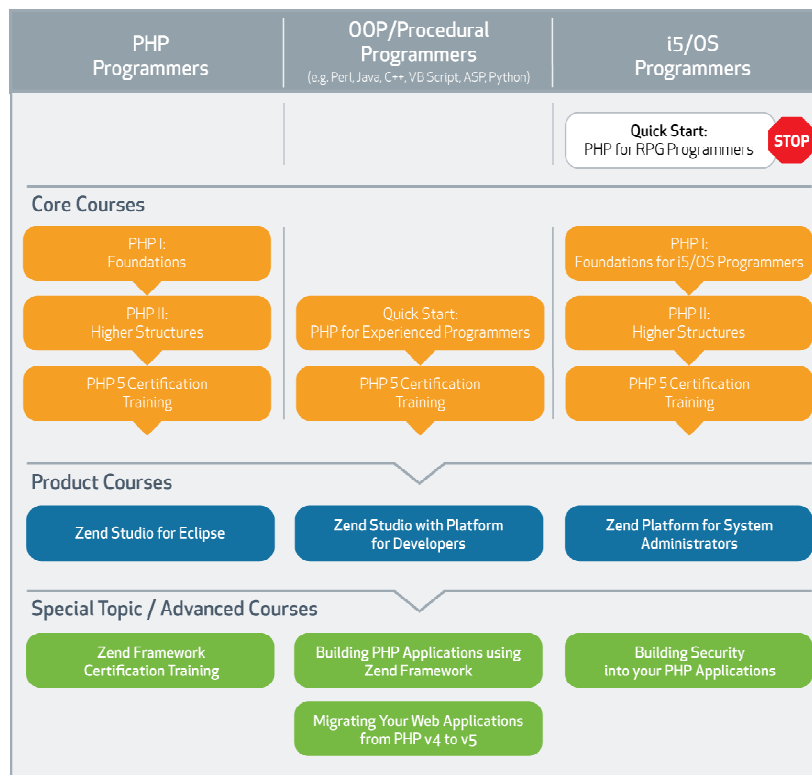 PHP
Programmers
OOP/Procedural
Programmers
(e.g. Perl, Java, C++, VB Script, ASP, Python)
i5/OS
Programmers
Quick Start:
PHP for RPG Programmers
STOP
Core Courses
PHP I:
Foundations
PHP I:
Foundations for i5/OS Programmers
PHP II:
Higher Structures
Quick Start:
PHP for Experienced Programmers
PHP II:
Higher Structures
PHP 5 Certification
Training
PHP 5 Certification
Training
PHP 5 Certification
Training
Product Courses
Zend Studio for Eclipse
Zend Studio with Platform
for Developers
Zend Platform for System
Administrators
Special Topic / Advanced Courses
Zend Framework
Certification Training
Building PHP Applications using
Zend Framework
Building Security
into your PHP Applications
Migrating Your Web Applications
from PHP v4 to v5